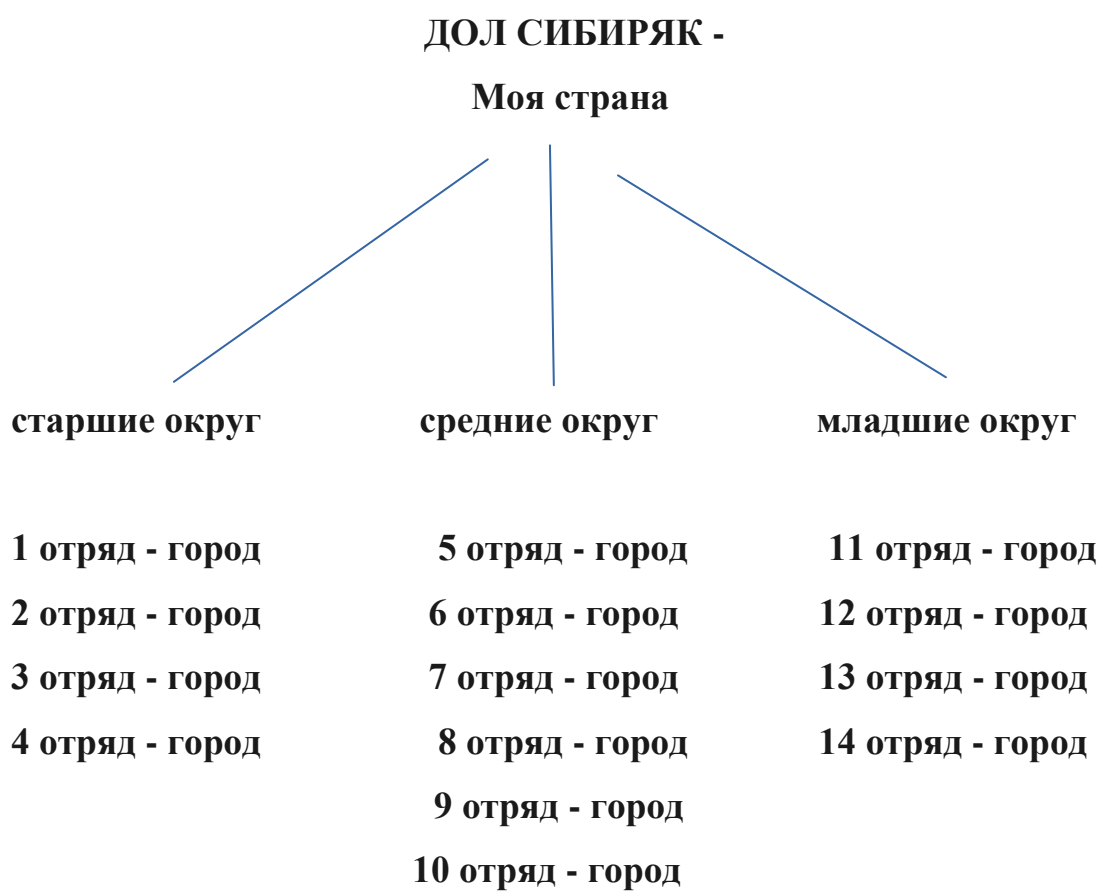 ДОЛ СИБИРЯК -
Моя страна
старшие округ средние округ младшие округ
1 отряд - город 5 отряд - город 11 отряд - город
2 отряд - город 6 отряд - город 12 отряд - город
3 отряд - город 7 отряд - город 13 отряд - город
4 отряд - город 8 отряд - город 14 отряд - город
9 отряд - город
10 отряд - город